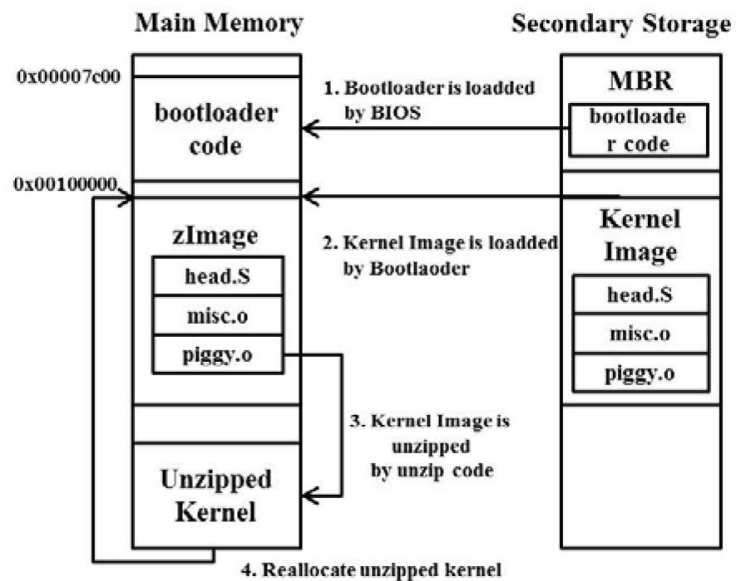 Main Memory
Secondary Storage
0x00007c00
bootloader
code
1. Bootloader is loadded
by BIOS
MBR
bootloade
r code
0x00100000
zImage
head.S
misc.o
piggy.o
2. Kernel Image is loadded
by Bootlaoder
Kernel
Image
head.S
misc.o
piggy.o
3. Kernel Image is
unzipped
by unzip code
Unzipped
Kernel
4. Reallocate unzipped kernel